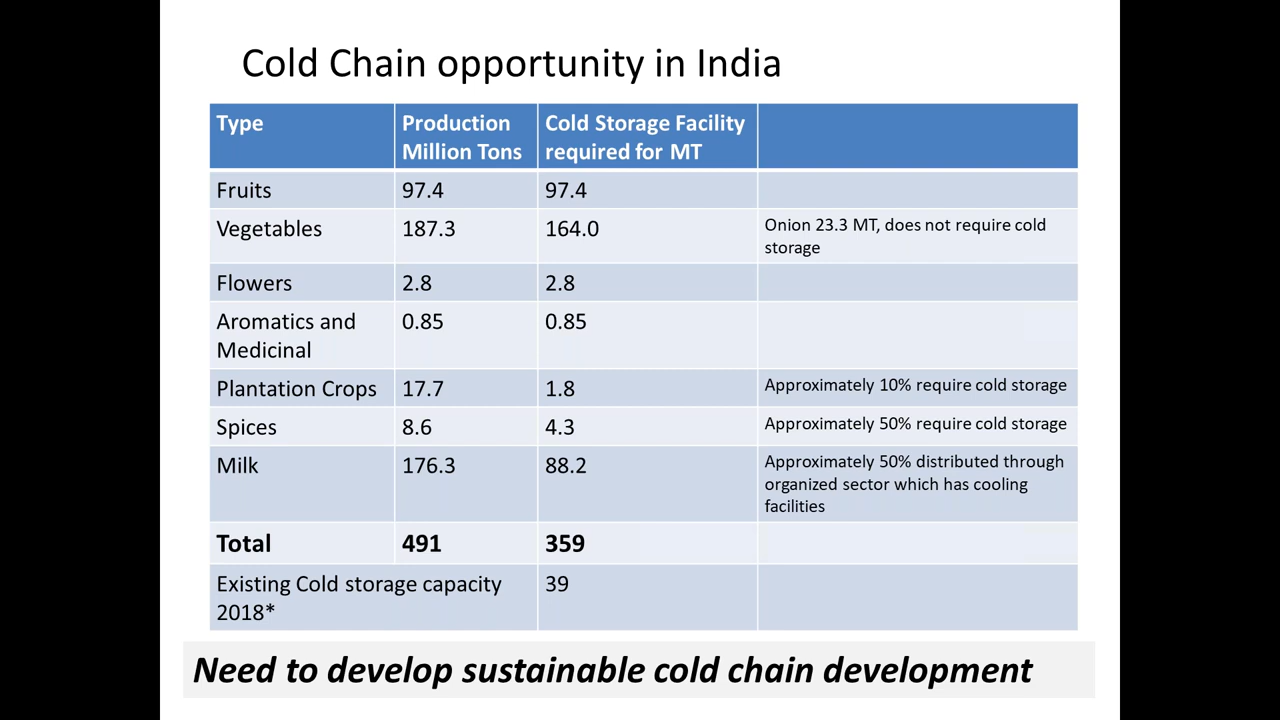 Cold Chain opportunity in India
Type
Production
Million Tons
Cold Storage Facility
required for MT
Fruits
97.4
97.4
Vegetables
187.3
164.0
Onion 23.3 MT, does not require cold
storage
Flowers
2.8
2.8
Aromatics and
Medicinal
0.85
0.85
Plantation Crops
17.7
1.8
Approximately 10% require cold storage
Spices
8.6
4.3
Approximately 50% require cold storage
Milk
176.3
88.2
Approximately 50% distributed through
organized sector which has cooling
facilities
Total
491
359
Existing Cold storage capacity
2018*
39
Need to develop sustainable cold chain development